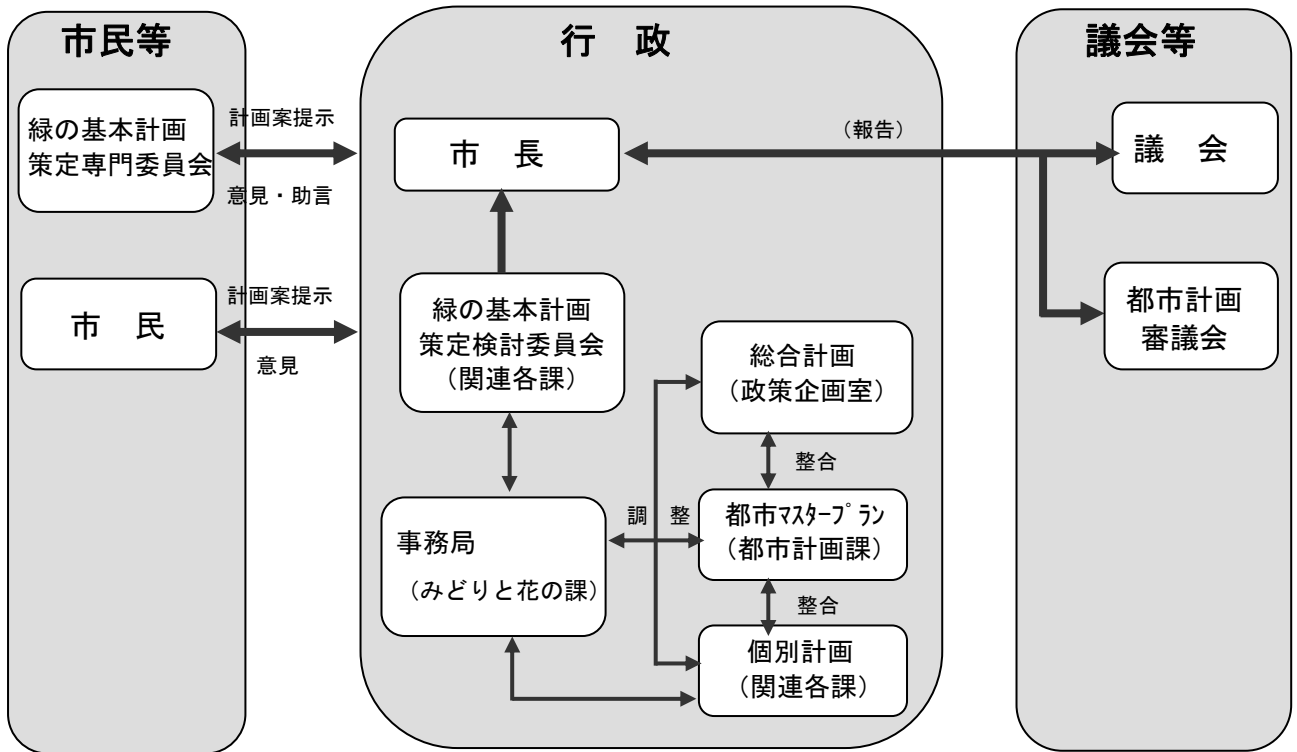 市民等
緑の基本計画
策定専門委員会
計画案提示
意見・助言
市 民
計画案提示
意見
行 政
市 長
緑の基本計画
策定検討委員会
（関連各課）
事務局
（みどりと花の課）
調 整
総合計画
（政策企画室）
整合
都市ﾏｽﾀｰﾌﾟﾗﾝ
（都市計画課）
整合
個別計画
（関連各課）
（報告）
議会等
議 会
都市計画
審議会